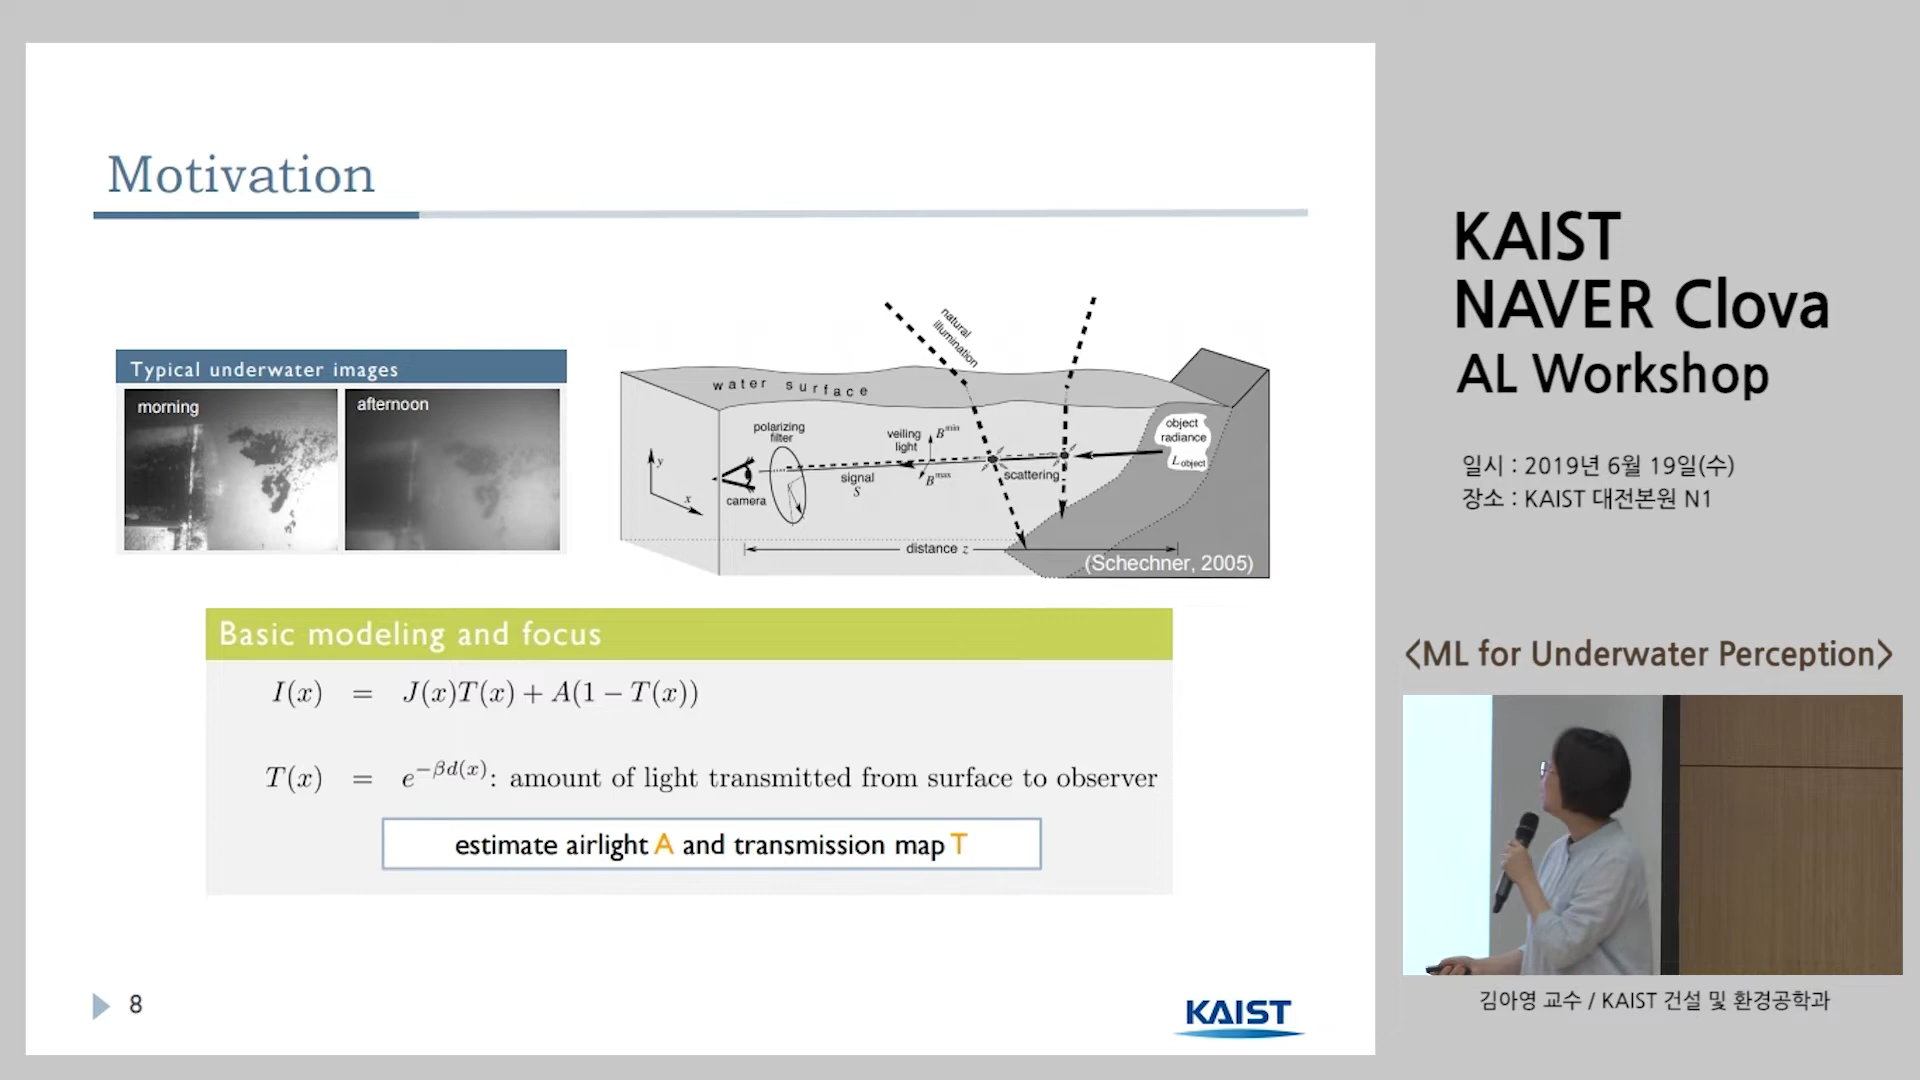 Motivation
Typical underwater images
morning
afternoon
natural
illumination
water surface
polarizing
filter
veiling
light
B^min
B^max
object
radiance
L_object
y
x
camera
signal
S
scattering
distance z
(Schechner, 2005)
Basic modeling and focus
I(x) = J(x)T(x) + A(1 − T(x))
T(x) = e^{−βd(x)}: amount of light transmitted from surface to observer
estimate airlight A and transmission map T
8
KAIST
KAIST
NAVER Clova
AL Workshop
일시 : 2019년 6월 19일(수)
장소 : KAIST 대전본원 N1
<ML for Underwater Perception>
김아영 교수 / KAIST 건설 및 환경공학과